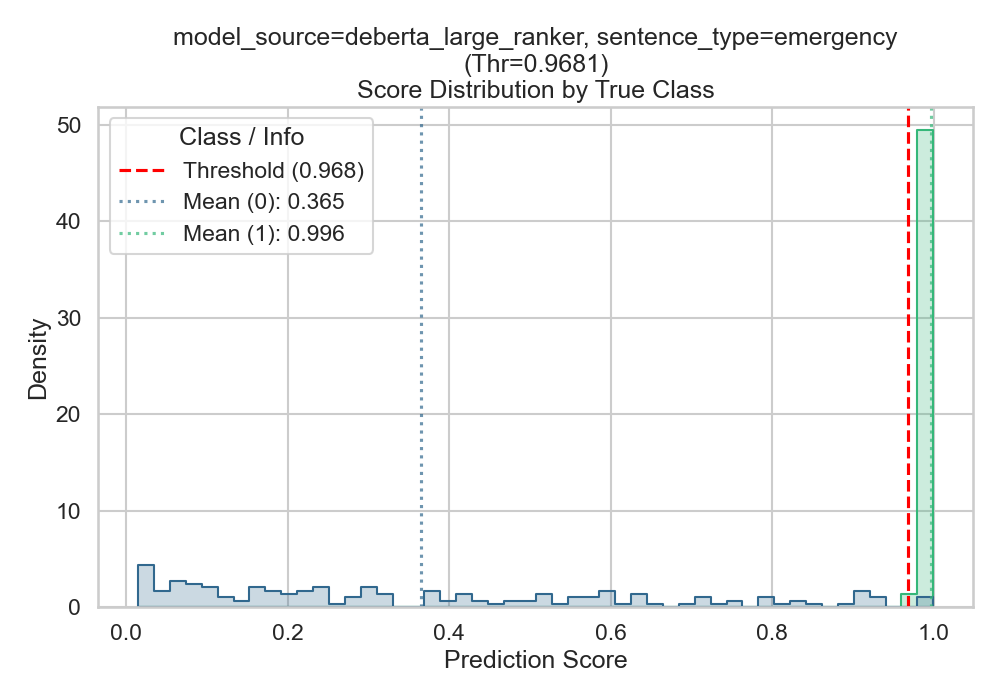 model_source=deberta_large_ranker, sentence_type=emergency
(Thr=0.9681)
Score Distribution by True Class
Class / Info
Threshold (0.968)
Mean (0): 0.365
Mean (1): 0.996
Density
50
40
30
20
10
0
0.0 0.2 0.4 0.6 0.8 1.0
Prediction Score